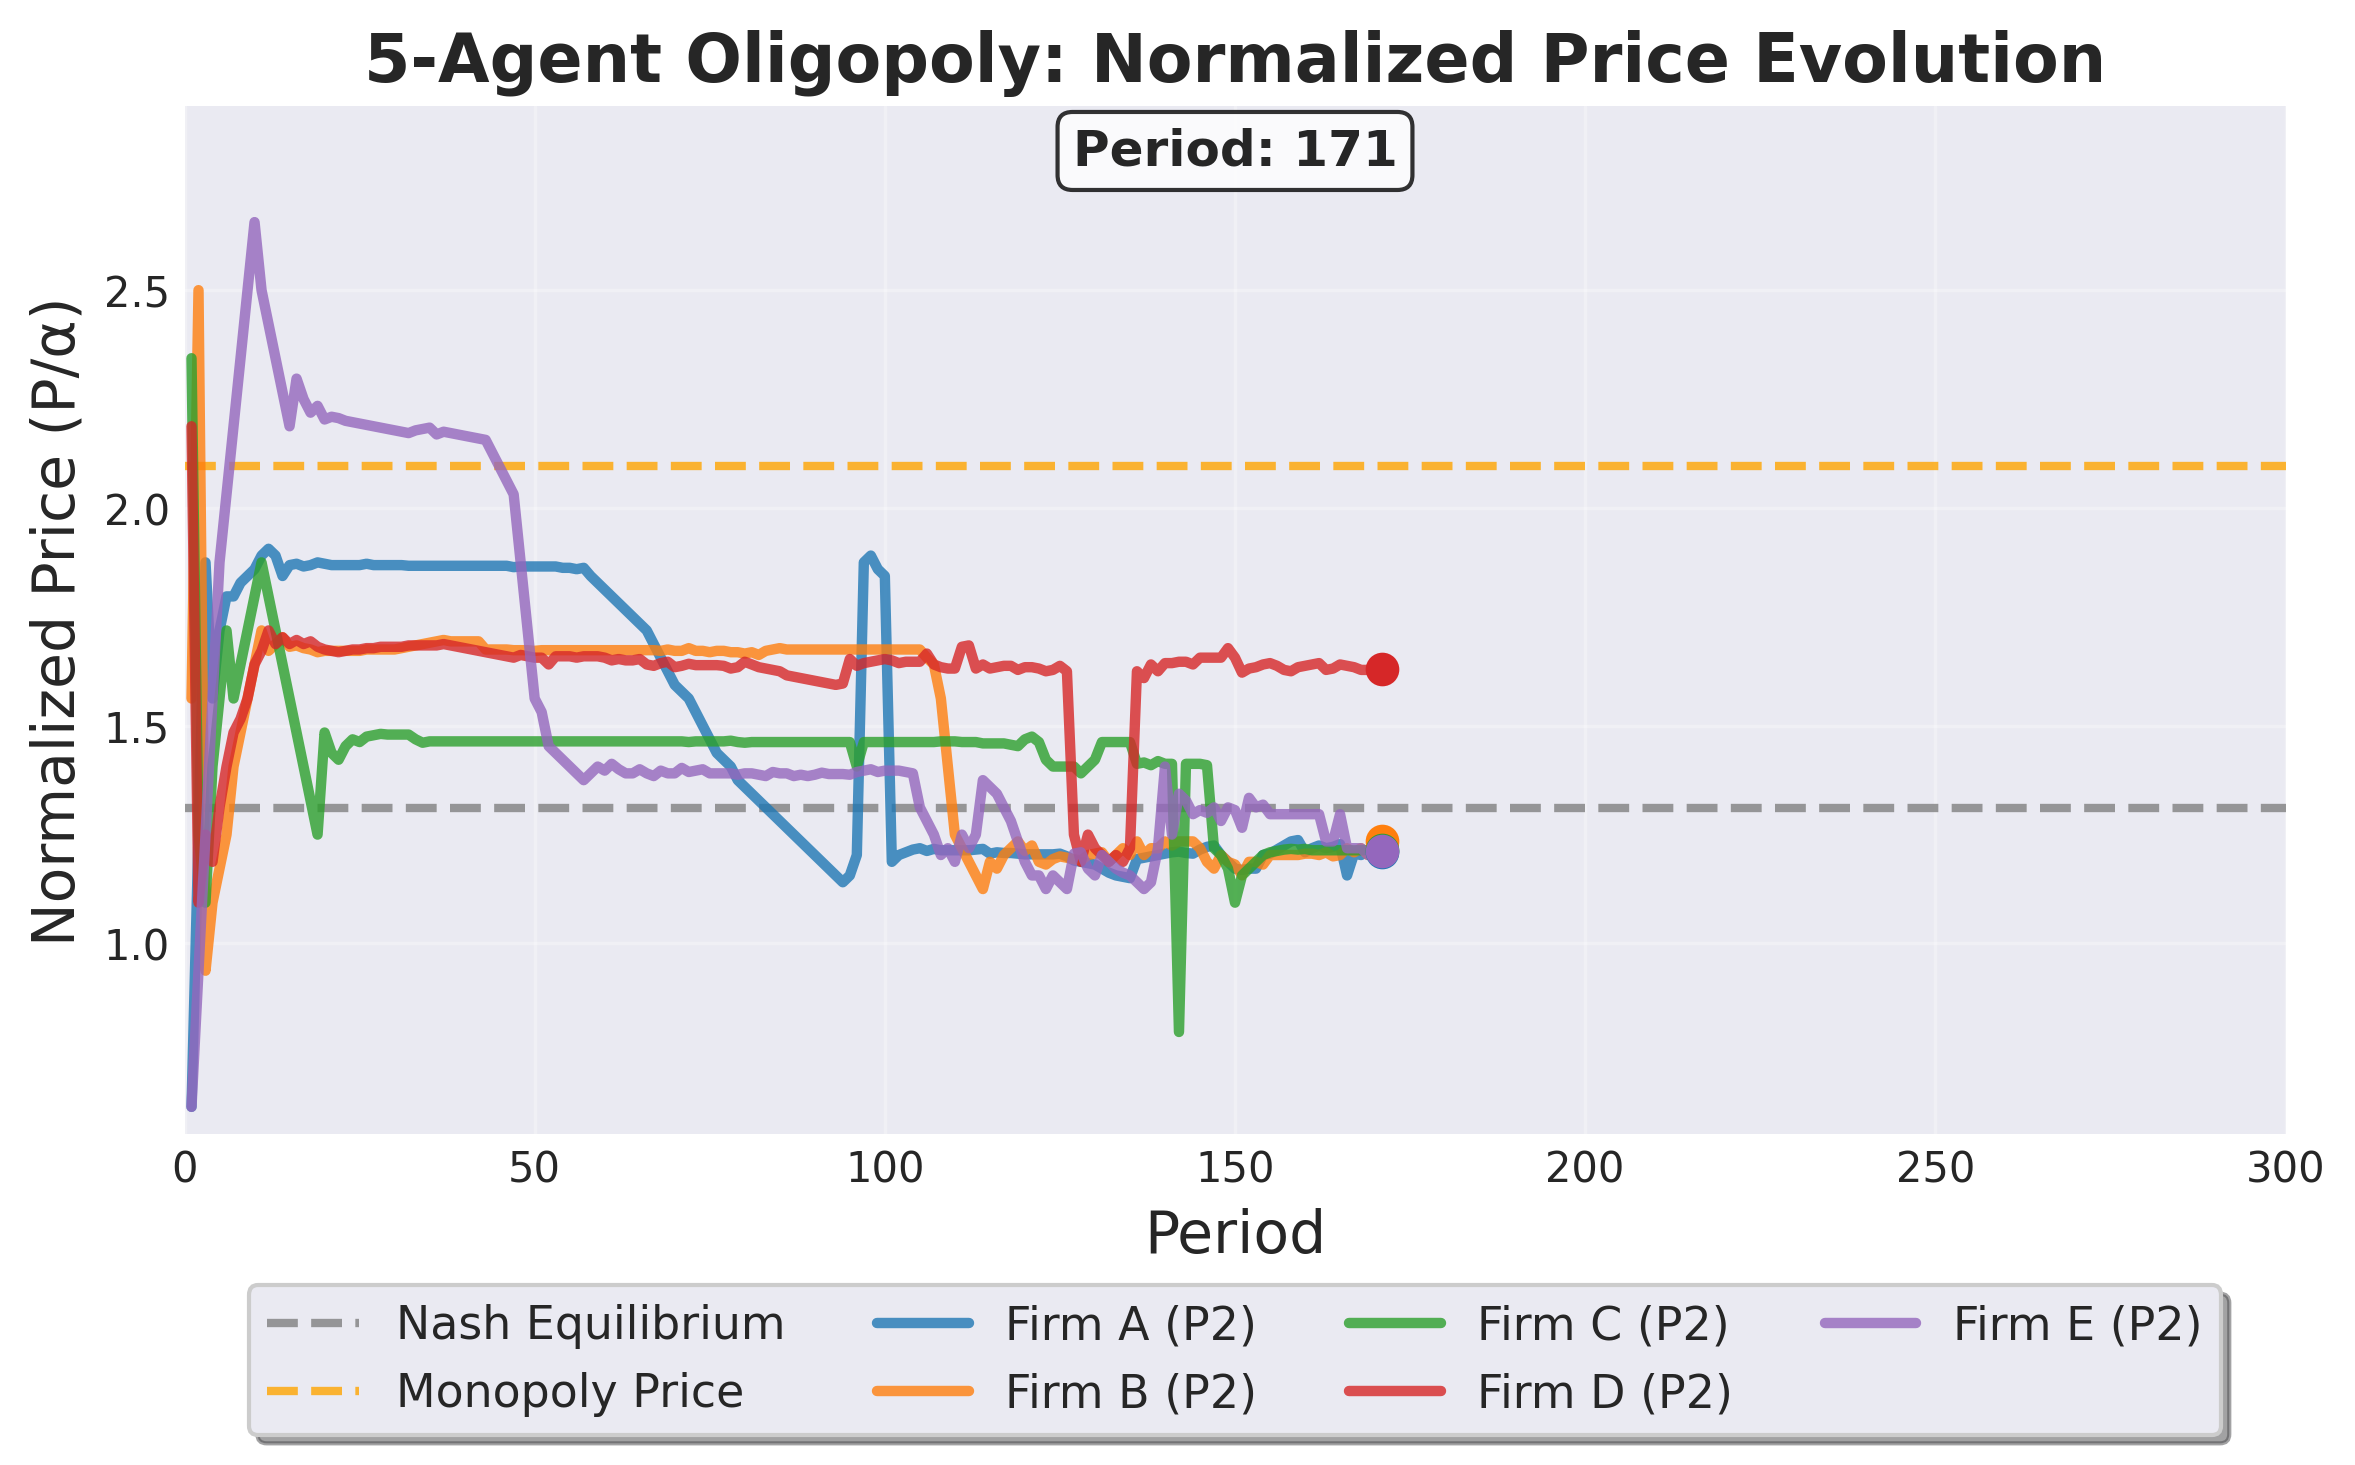 5-Agent Oligopoly: Normalized Price Evolution
Period: 171
Normalized Price (P/α)
2.5
2.0
1.5
1.0
0 50 100 150 200 250 300
Period
Nash Equilibrium Firm A (P2) Firm C (P2) Firm E (P2)
Monopoly Price Firm B (P2) Firm D (P2)